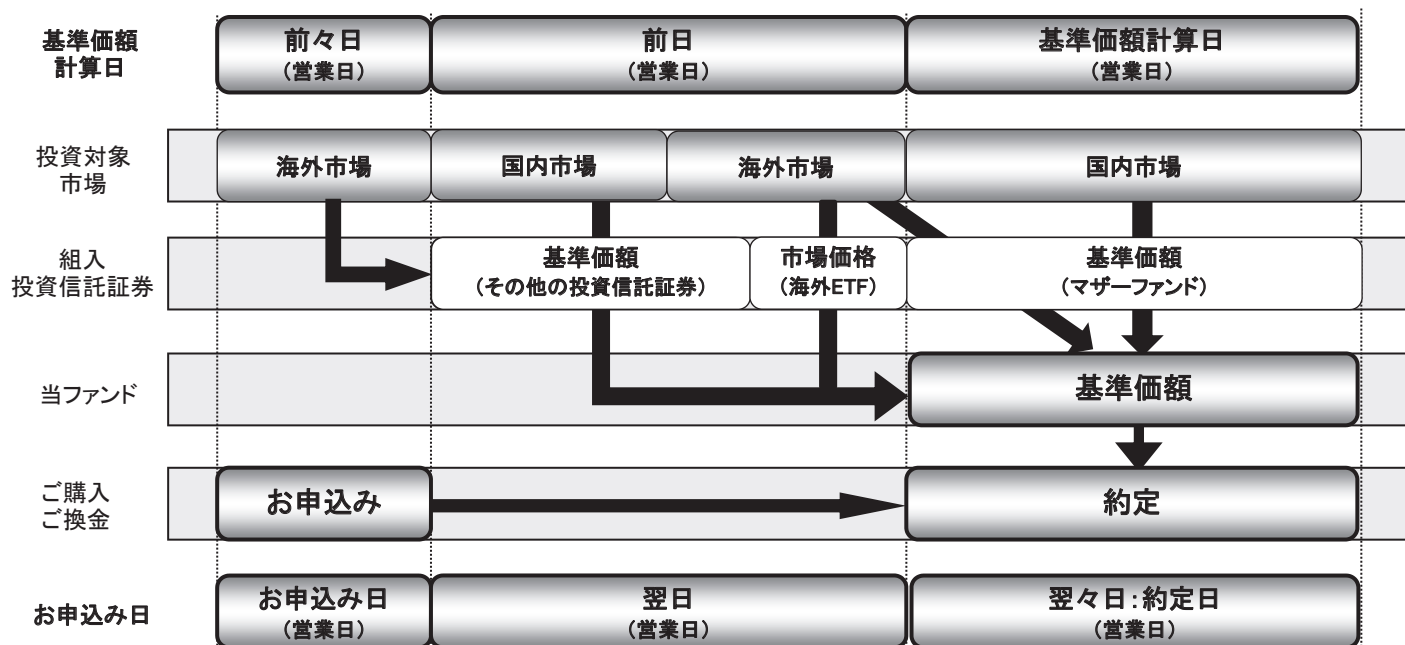 基準価額
計算日
前々日
（営業日）
前日
（営業日）
基準価額計算日
（営業日）
投資対象
市場
海外市場
国内市場
海外市場
国内市場
組入
投資信託証券
基準価額
（その他の投資信託証券）
市場価格
（海外ETF）
基準価額
（マザーファンド）
当ファンド
基準価額
ご購入
ご換金
お申込み
約定
お申込み日
お申込み日
（営業日）
翌日
（営業日）
翌々日:約定日
（営業日）